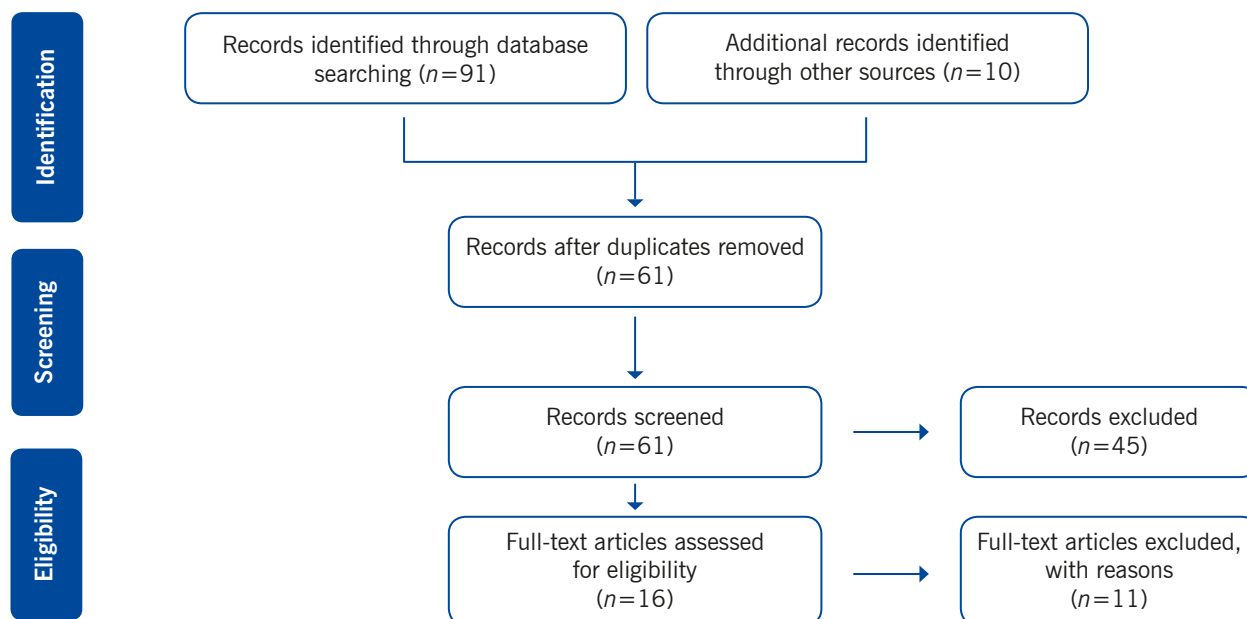 Identification
Records identified through database
searching (n=91)
Additional records identified
through other sources (n=10)
Records after duplicates removed
(n=61)
Screening
Records screened
(n=61)
Records excluded
(n=45)
Eligibility
Full-text articles assessed
for eligibility
(n=16)
Full-text articles excluded,
with reasons
(n=11)